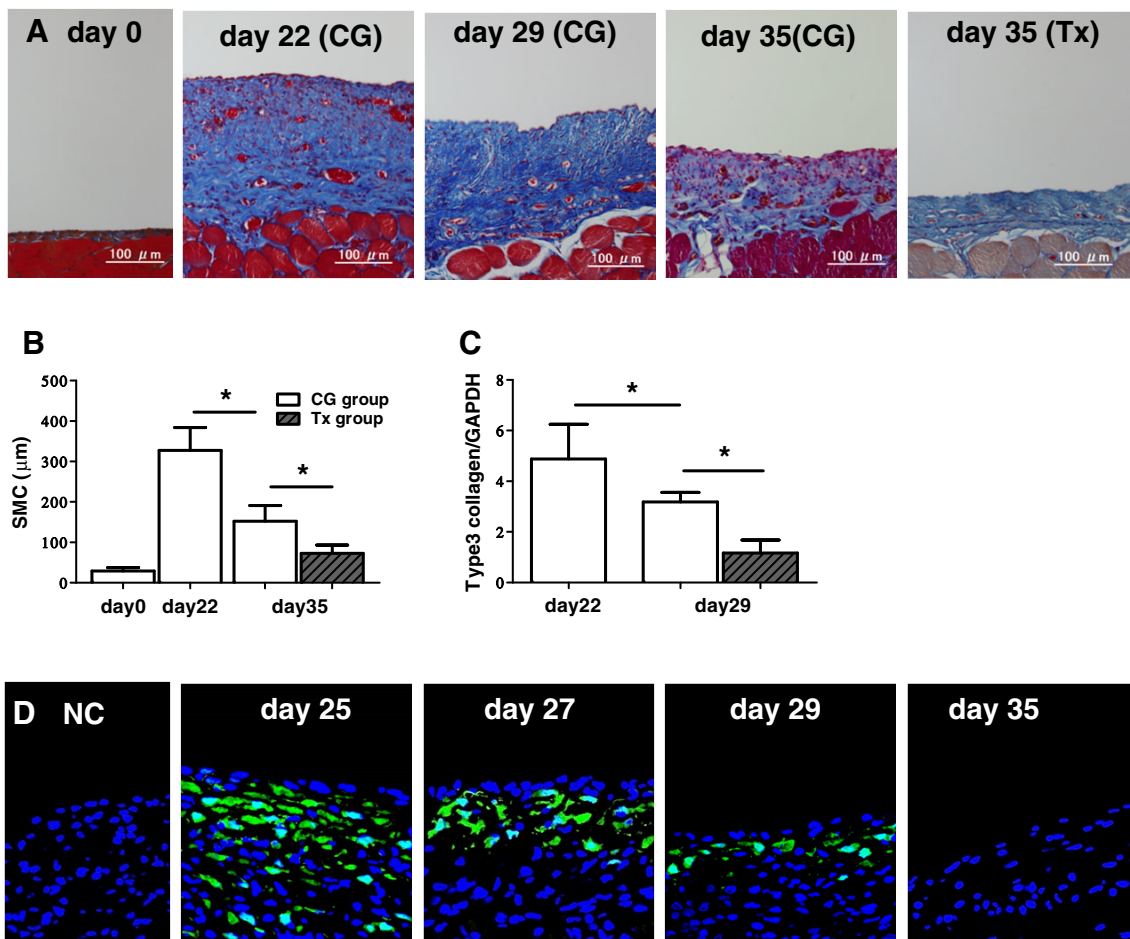 A day 0
day 22 (CG)
day 29 (CG)
day 35(CG)
day 35 (Tx)
100 μm
100 μm
100 μm
100 μm
100 μm
B
500
400
300
200
100
0
SMC (μm)
*
*
CG group
Tx group
day0
day22
day35
C
8
6
4
2
0
Type3 collagen/GAPDH
*
*
day22
day29
D NC
day 25
day 27
day 29
day 35